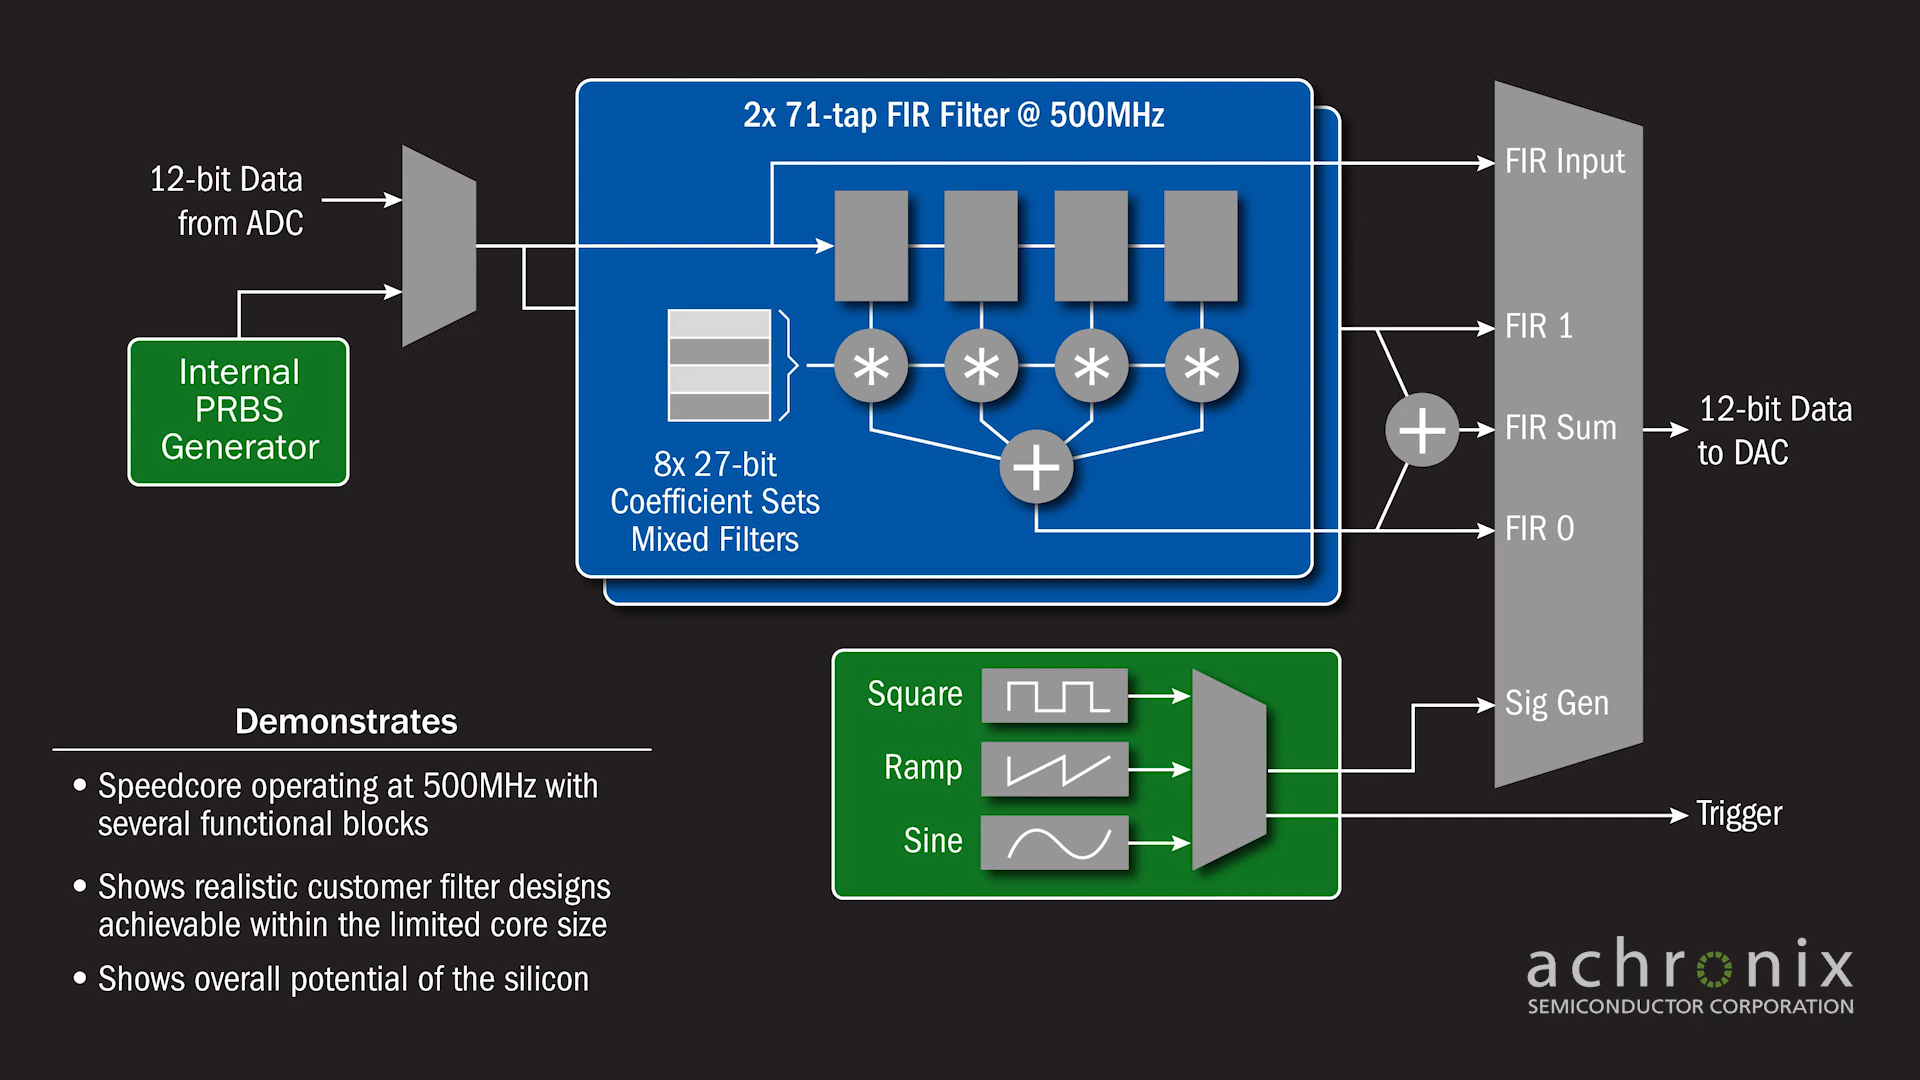 2x 71-tap FIR Filter @ 500MHz
12-bit Data
from ADC
Internal
PRBS
Generator
8x 27-bit
Coefficient Sets
Mixed Filters
FIR Input
FIR 1
FIR Sum
FIR 0
Sig Gen
12-bit Data
to DAC
Square
Ramp
Sine
Trigger
Demonstrates
• Speedcore operating at 500MHz with
several functional blocks
• Shows realistic customer filter designs
achievable within the limited core size
• Shows overall potential of the silicon
achronix
SEMICONDUCTOR CORPORATION